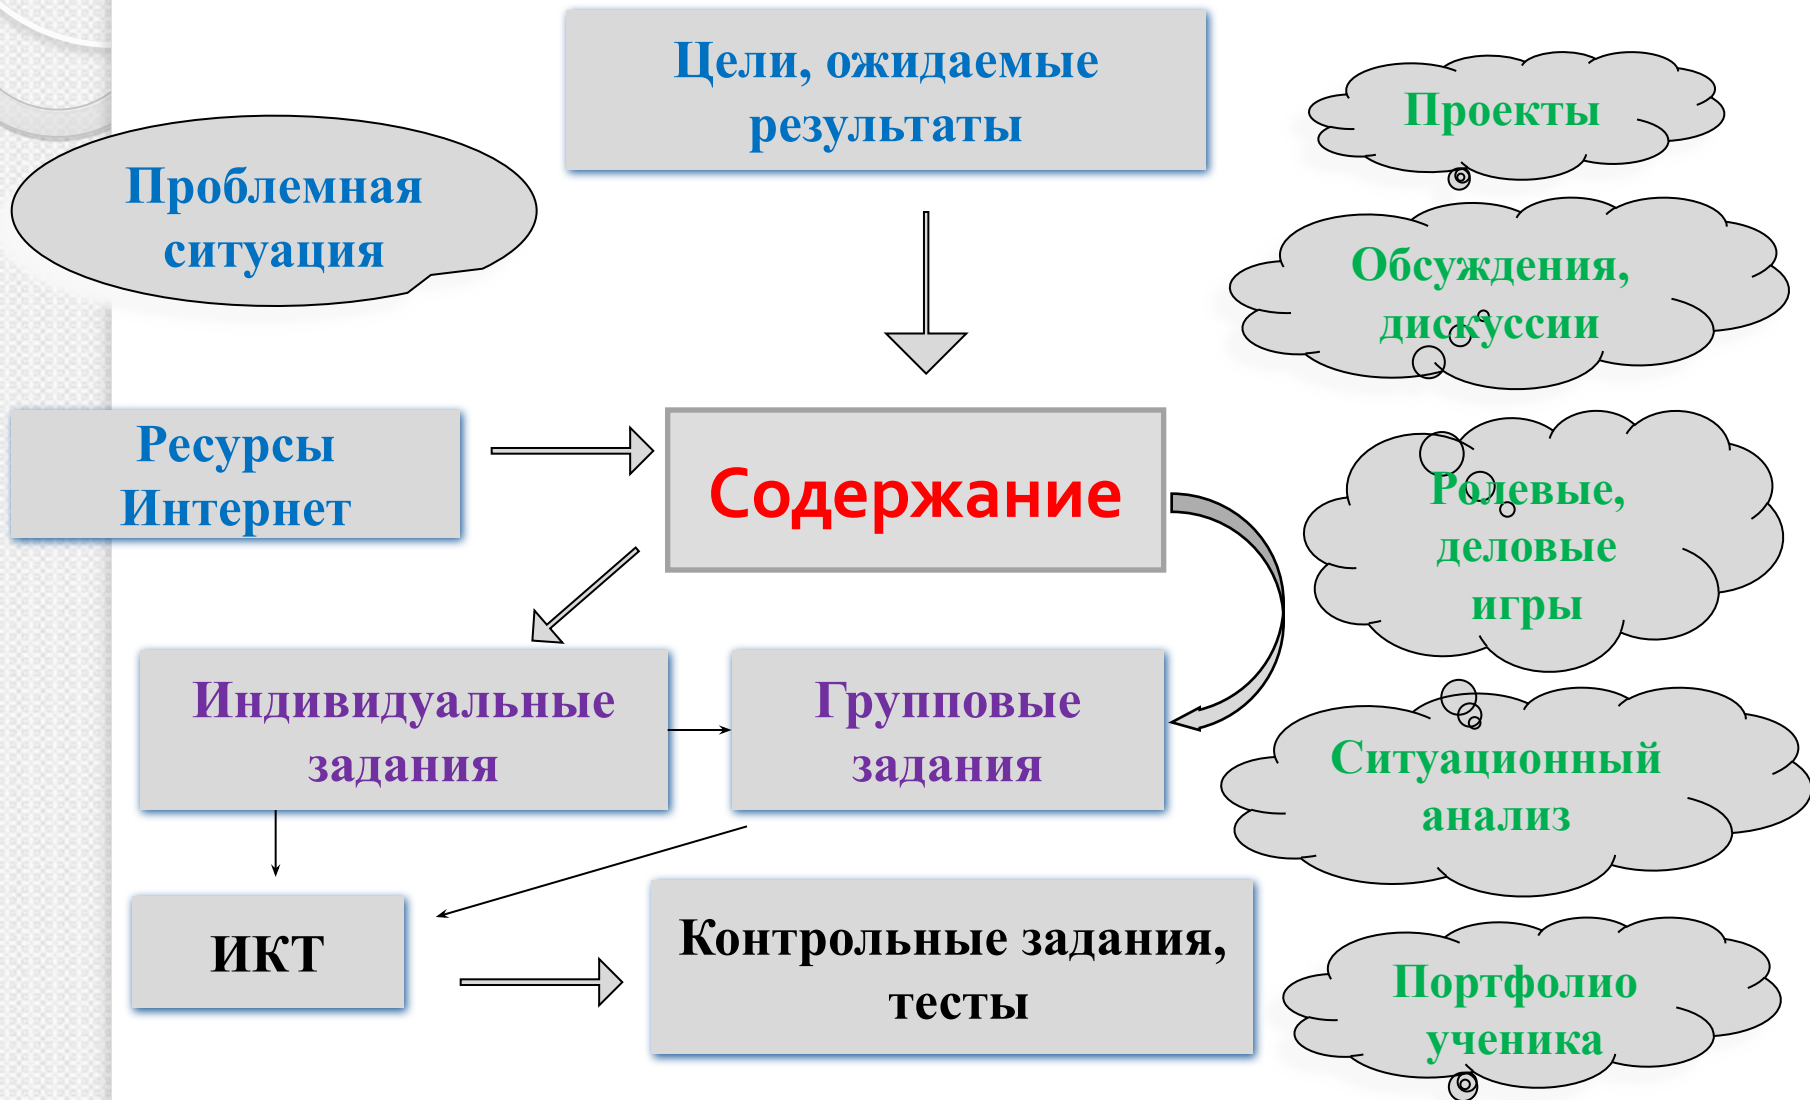 Цели, ожидаемые
результаты
Проблемная
ситуация
Ресурсы
Интернет
Содержание
Индивидуальные
задания
Групповые
задания
ИКТ
Контрольные задания,
тесты
Проекты
Обсуждения,
дискуссии
Ролевые,
деловые
игры
Ситуационный
анализ
Портфолио
ученика